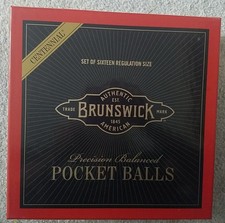 CENTENNIAL
SET OF SIXTEEN REGULATION SIZE
AUTHENTIC
EST.
TRADE BRUNSWICK MARK
1845
AMERICAN
Precision Balanced
POCKET BALLS